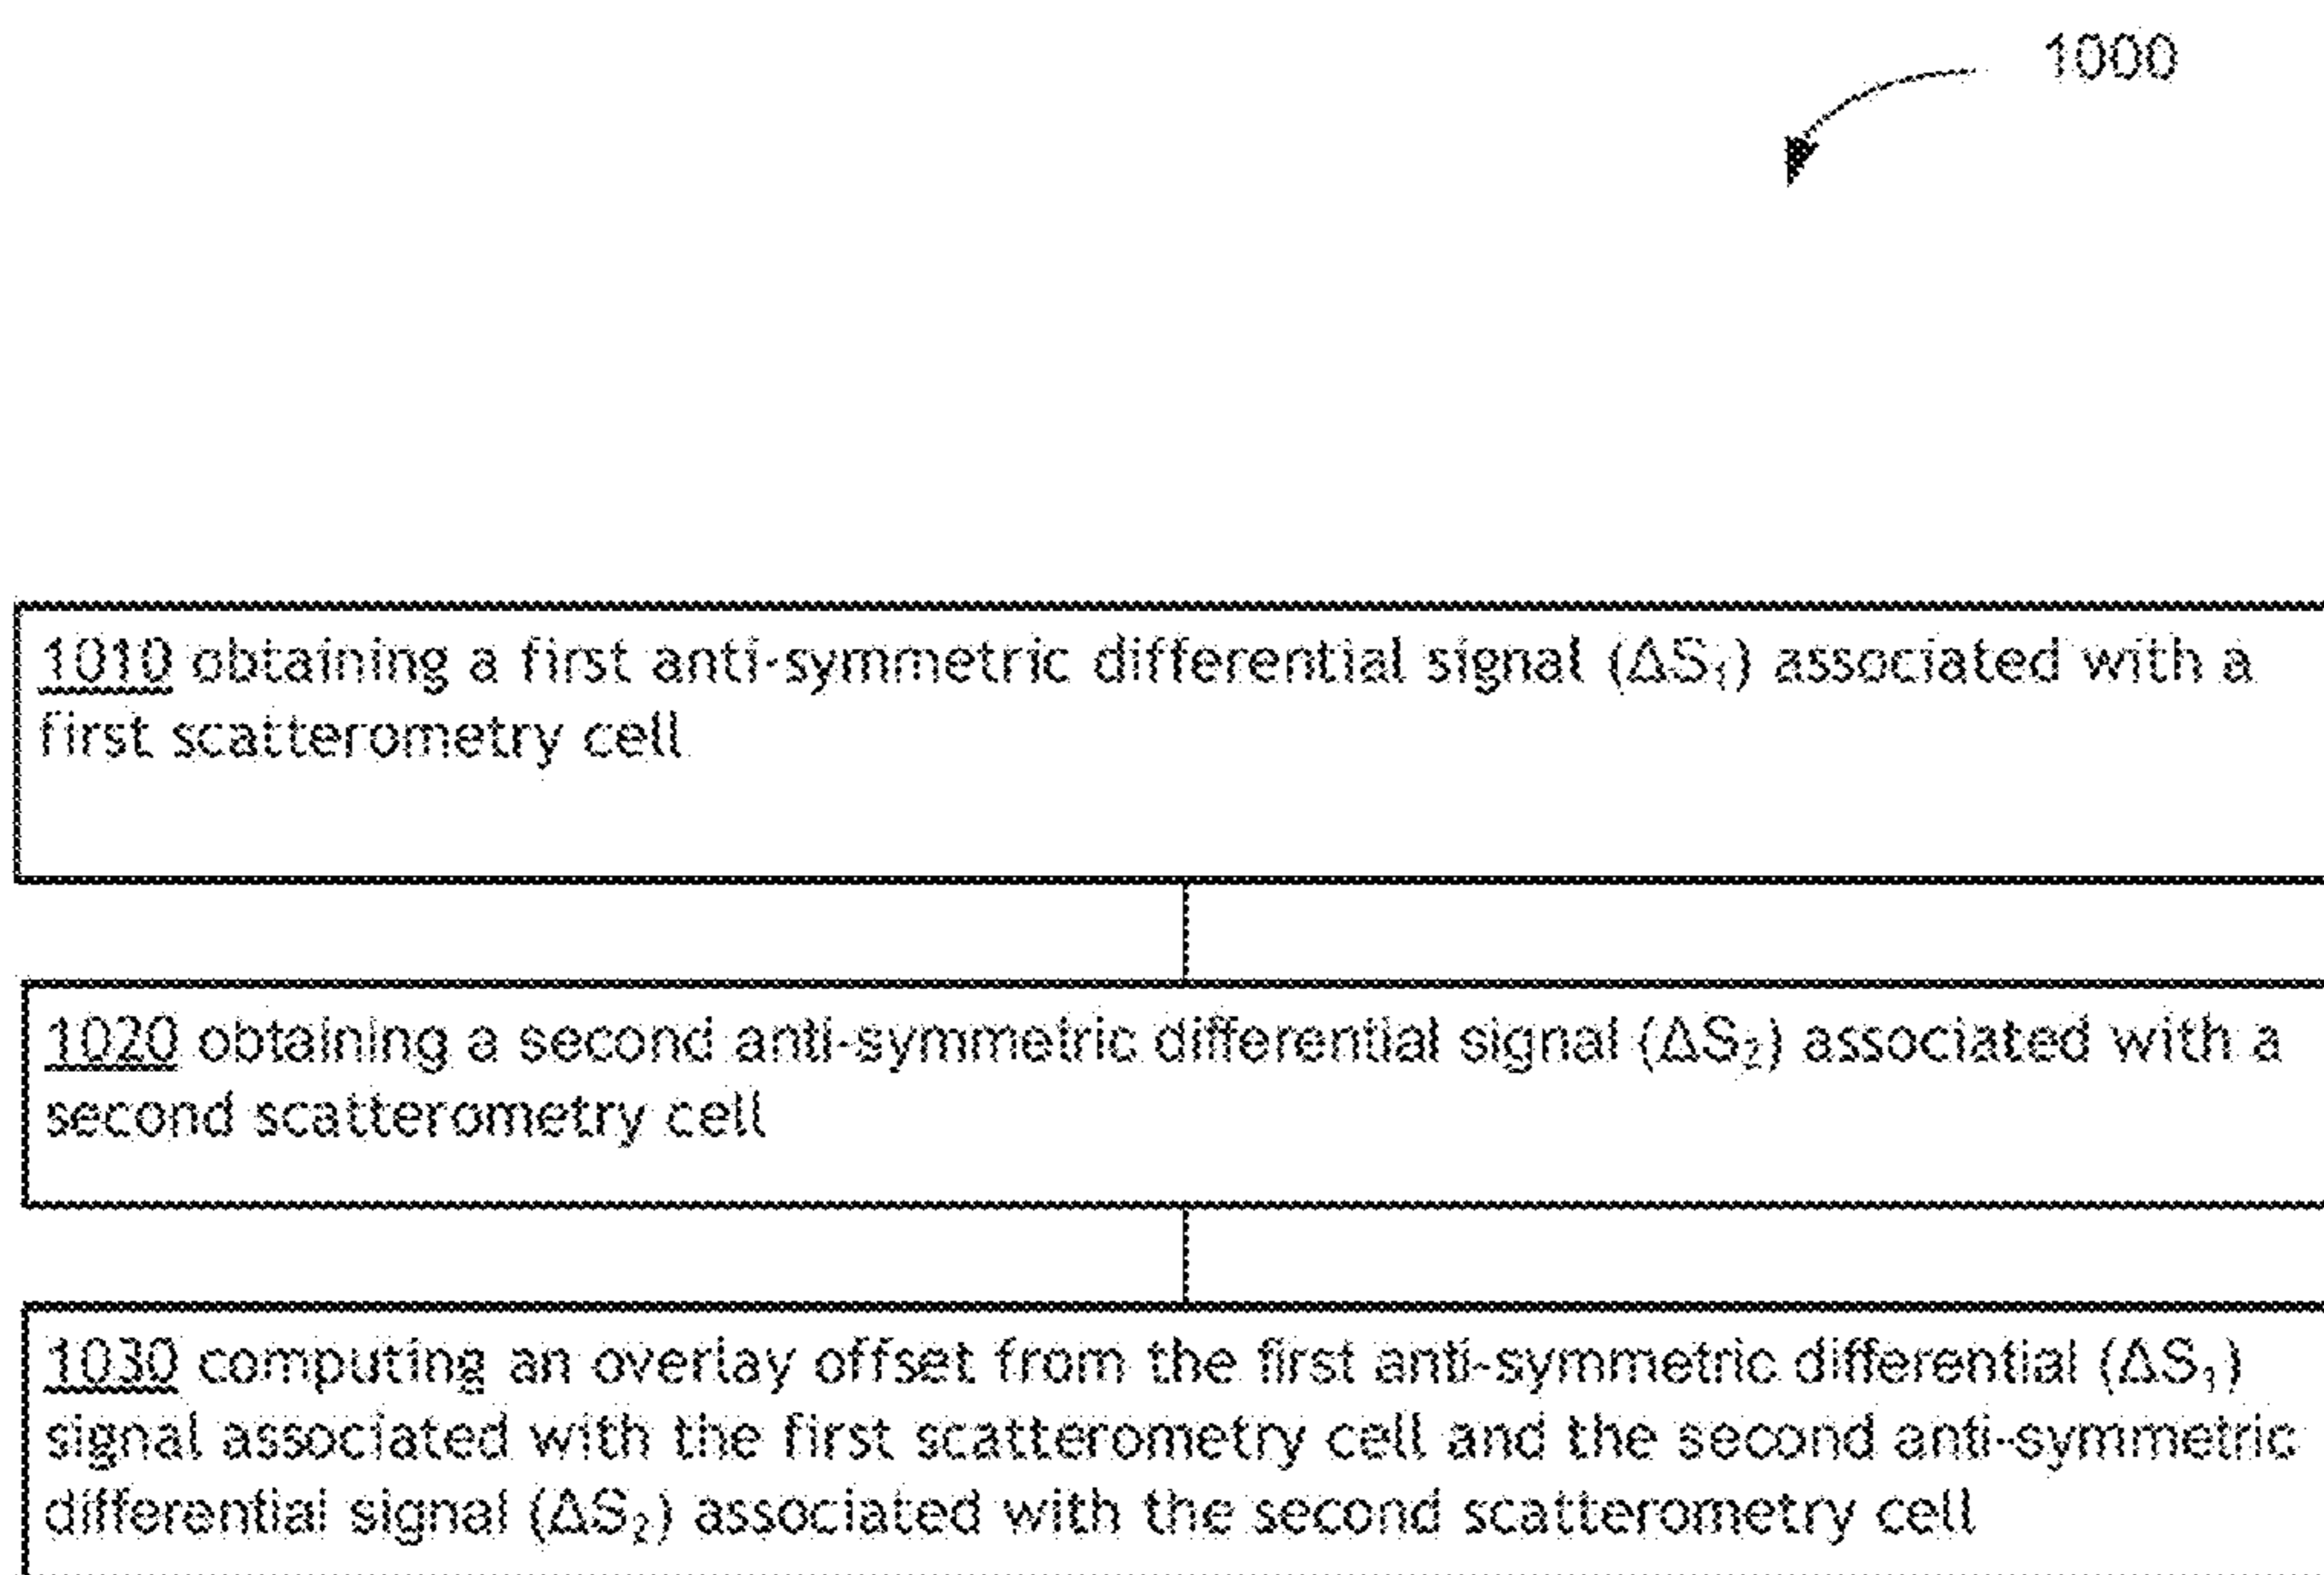 1000
1010 obtaining a first anti-symmetric differential signal (ΔS₁) associated with a
first scatterometry cell
1020 obtaining a second anti-symmetric differential signal (ΔS₂) associated with a
second scatterometry cell
1030 computing an overlay offset from the first anti-symmetric differential (ΔS₁)
signal associated with the first scatterometry cell and the second anti-symmetric
differential signal (ΔS₂) associated with the second scatterometry cell